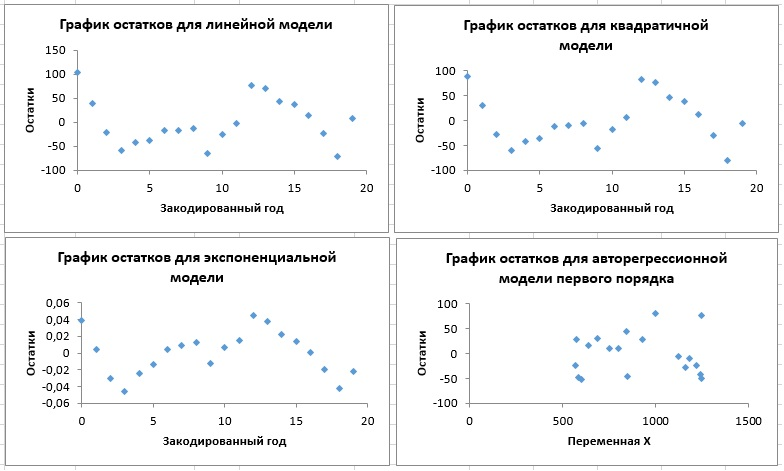 График остатков для линейной модели
150
100
50
0
-50
-100
Остатки
0 5 10 15 20
Закодированный год
График остатков для квадратичной
модели
100
50
0
-50
-100
Остатки
0 5 10 15 20
Закодированный год
График остатков для экспоненциальной
модели
0,06
0,04
0,02
0
-0,02
-0,04
-0,06
Остатки
0 5 10 15 20
Закодированный год
График остатков для авторегрессионной
модели первого порядка
100
50
0
-50
-100
Остатки
0 500 1000 1500
Переменная X